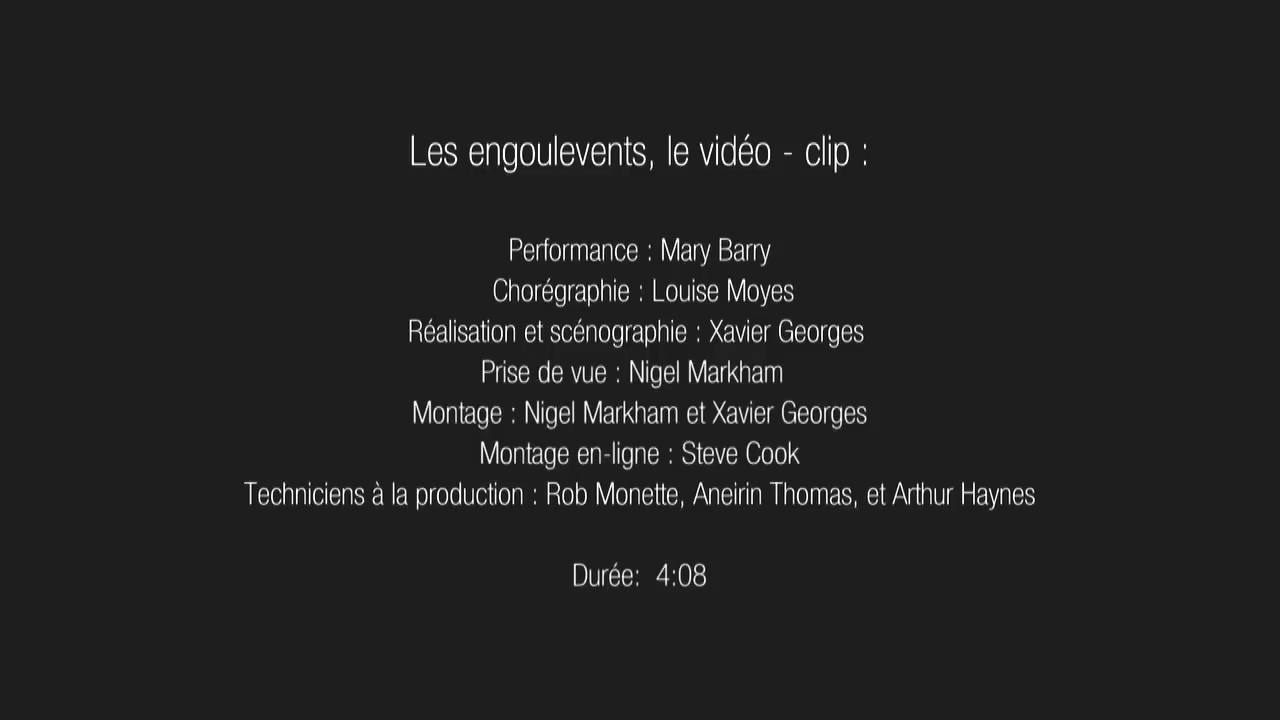 Les engoulevents, le vidéo - clip :
Performance : Mary Barry
Chorégraphie : Louise Moyes
Réalisation et scénographie : Xavier Georges
Prise de vue : Nigel Markham
Montage : Nigel Markham et Xavier Georges
Montage en-ligne : Steve Cook
Techniciens à la production : Rob Monette, Aneirin Thomas, et Arthur Haynes
Durée: 4:08